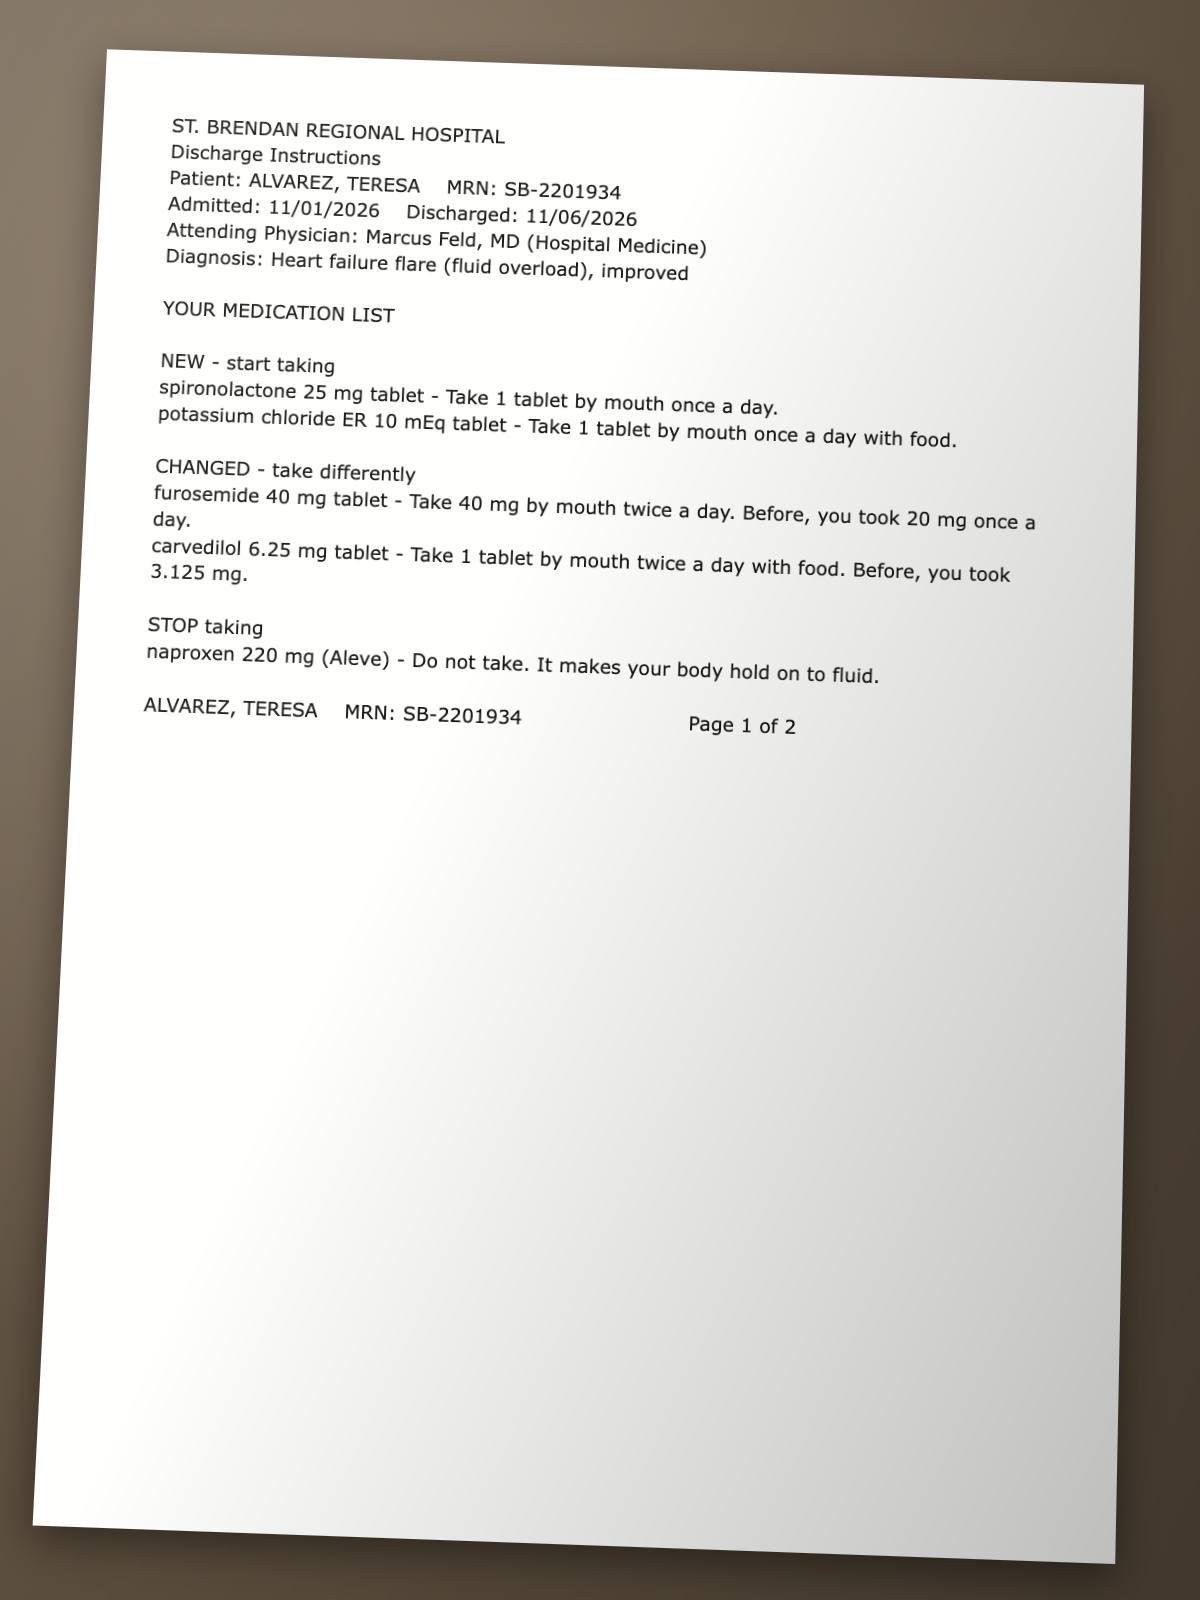 ST. BRENDAN REGIONAL HOSPITAL
Discharge Instructions
Patient: ALVAREZ, TERESA MRN: SB-2201934
Admitted: 11/01/2026 Discharged: 11/06/2026
Attending Physician: Marcus Feld, MD (Hospital Medicine)
Diagnosis: Heart failure flare (fluid overload), improved
YOUR MEDICATION LIST
NEW - start taking
spironolactone 25 mg tablet - Take 1 tablet by mouth once a day.
potassium chloride ER 10 mEq tablet - Take 1 tablet by mouth once a day with food.
CHANGED - take differently
furosemide 40 mg tablet - Take 40 mg by mouth twice a day. Before, you took 20 mg once a
day.
carvedilol 6.25 mg tablet - Take 1 tablet by mouth twice a day with food. Before, you took
3.125 mg.
STOP taking
naproxen 220 mg (Aleve) - Do not take. It makes your body hold on to fluid.
ALVAREZ, TERESA MRN: SB-2201934 Page 1 of 2